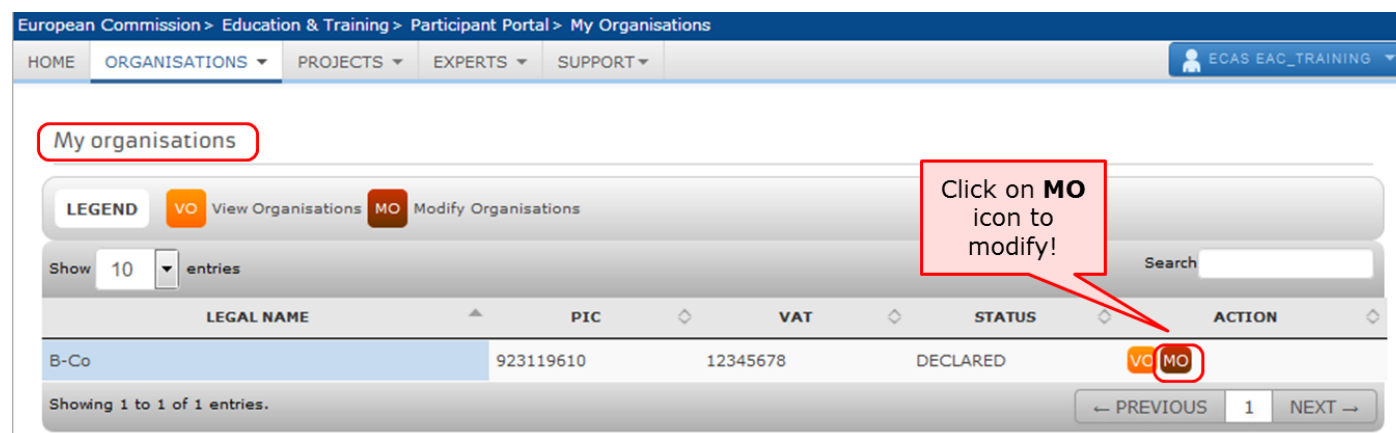 European Commission > Education & Training > Participant Portal > My Organisations
HOME ORGANISATIONS PROJECTS EXPERTS SUPPORT ECAS EAC_TRAINING
My organisations
LEGEND VO View Organisations MO Modify Organisations
Click on MO
icon to
modify!
Show 10 entries Search
LEGAL NAME PIC VAT STATUS ACTION
B-Co 923119610 12345678 DECLARED VO MO
Showing 1 to 1 of 1 entries. ← PREVIOUS 1 NEXT →